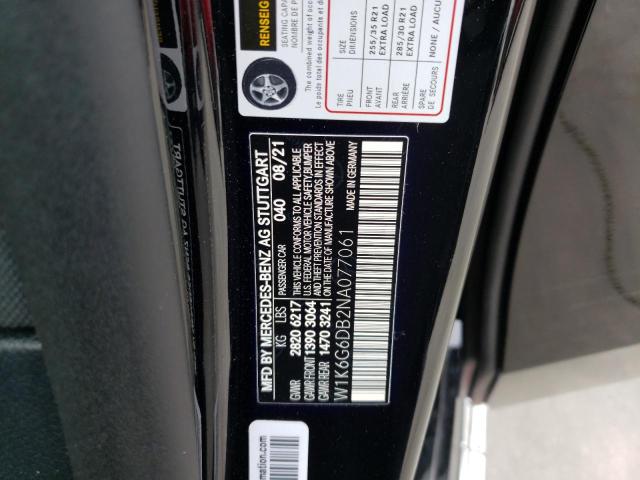 RENSEIG
SEATING CAPA
NOMBRE DE P
The combined weight of occ
Le poids total des occupants et du
TIRE SIZE
PNEU DIMENSIONS
FRONT 255/35 R21
AVANT EXTRA LOAD
REAR 285/30 R21
ARRIÈRE EXTRA LOAD
SPARE NONE / AUCU
DE SECOURS
MFD BY MERCEDES-BENZ AG STUTTGART
PASSENGER CAR 040 08/21
KG LBS
GVWR 2820 6217
GAWR FRONT 1390 3064
GAWR REAR 1470 3241
THIS VEHICLE CONFORMS TO ALL APPLICABLE
U.S. FEDERAL MOTOR VEHICLE SAFETY, BUMPER
AND THEFT PREVENTION STANDARDS IN EFFECT
ON THE DATE OF MANUFACTURE SHOWN ABOVE
W1K6G6DB2NA077061 MADE IN GERMANY
rmation.com